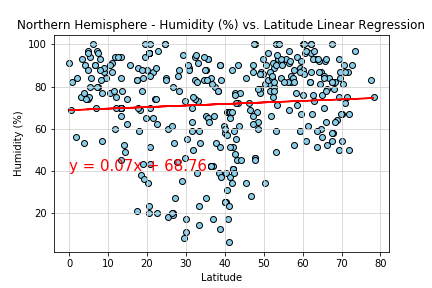 Northern Hemisphere - Humidity (%) vs. Latitude Linear Regression
100
80
60
40
20
Humidity (%)
y = 0.07x + 68.76
0 10 20 30 40 50 60 70 80
Latitude